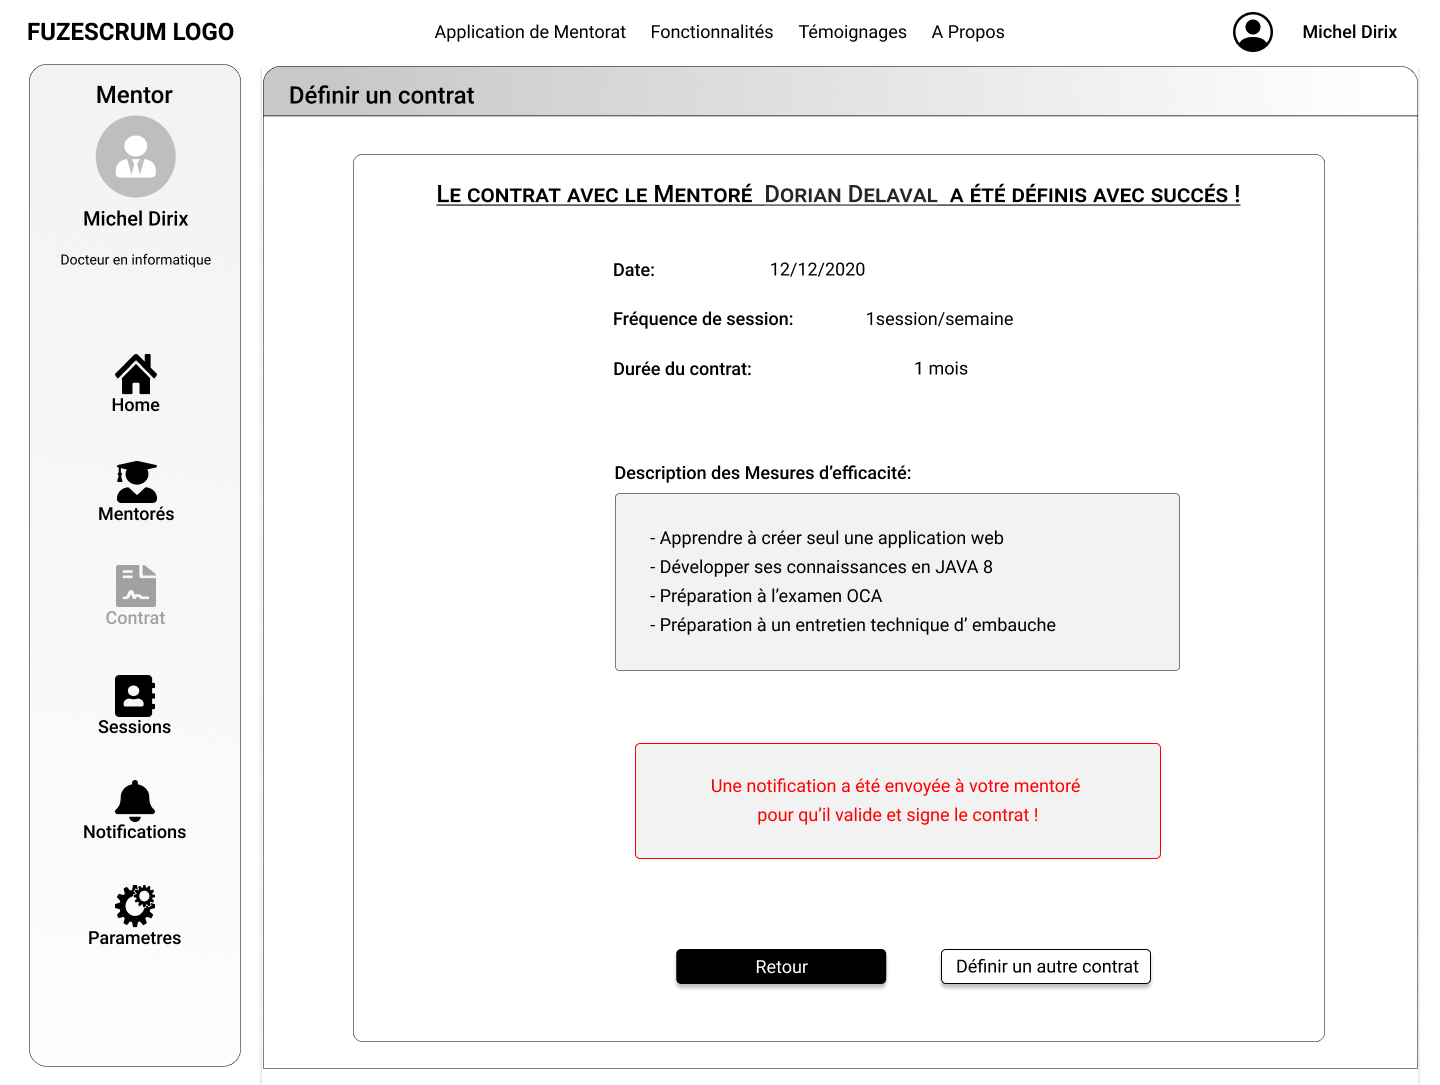 FUZESCRUM LOGO
Application de Mentorat Fonctionnalités Témoignages A Propos
Michel Dirix
Mentor
Michel Dirix
Docteur en informatique
Home
Mentorés
Contrat
Sessions
Notifications
Parametres
Définir un contrat
LE CONTRAT AVEC LE MENTORÉ DORIAN DELAVAL A ÉTÉ DÉFINIS AVEC SUCCÉS !
Date: 12/12/2020
Fréquence de session: 1session/semaine
Durée du contrat: 1 mois
Description des Mesures d’efficacité:
- Apprendre à créer seul une application web
- Développer ses connaissances en JAVA 8
- Préparation à l’examen OCA
- Préparation à un entretien technique d’ embauche
Une notification a été envoyée à votre mentoré
pour qu’il valide et signe le contrat !
Retour
Définir un autre contrat